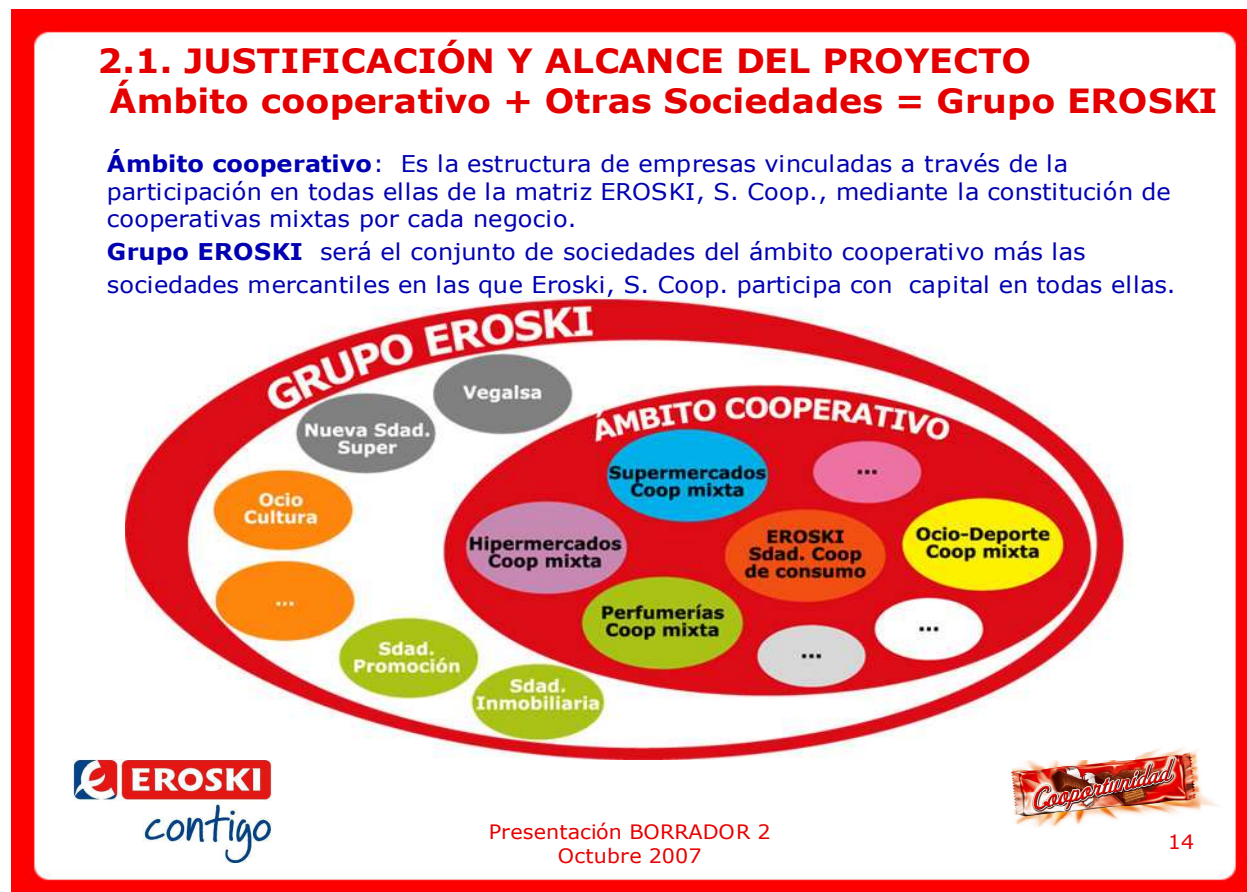 2.1. JUSTIFICACIÓN Y ALCANCE DEL PROYECTO
Ámbito cooperativo + Otras Sociedades = Grupo EROSKI
Ámbito cooperativo: Es la estructura de empresas vinculadas a través de la
participación en todas ellas de la matriz EROSKI, S. Coop., mediante la constitución de
cooperativas mixtas por cada negocio.
Grupo EROSKI será el conjunto de sociedades del ámbito cooperativo más las
sociedades mercantiles en las que Eroski, S. Coop. participa con capital en todas ellas.
GRUPO EROSKI
Vegalsa
Nueva Sdad.
Super
Ocio
Cultura
...
Sdad.
Promoción
Sdad.
Inmobiliaria
ÁMBITO COOPERATIVO
Supermercados
Coop mixta
...
Hipermercados
Coop mixta
EROSKI
Sdad. Coop
de consumo
Ocio-Deporte
Coop mixta
Perfumerías
Coop mixta
...
...
EROSKI
contigo
Presentación BORRADOR 2
Octubre 2007
Cooportunidad
14